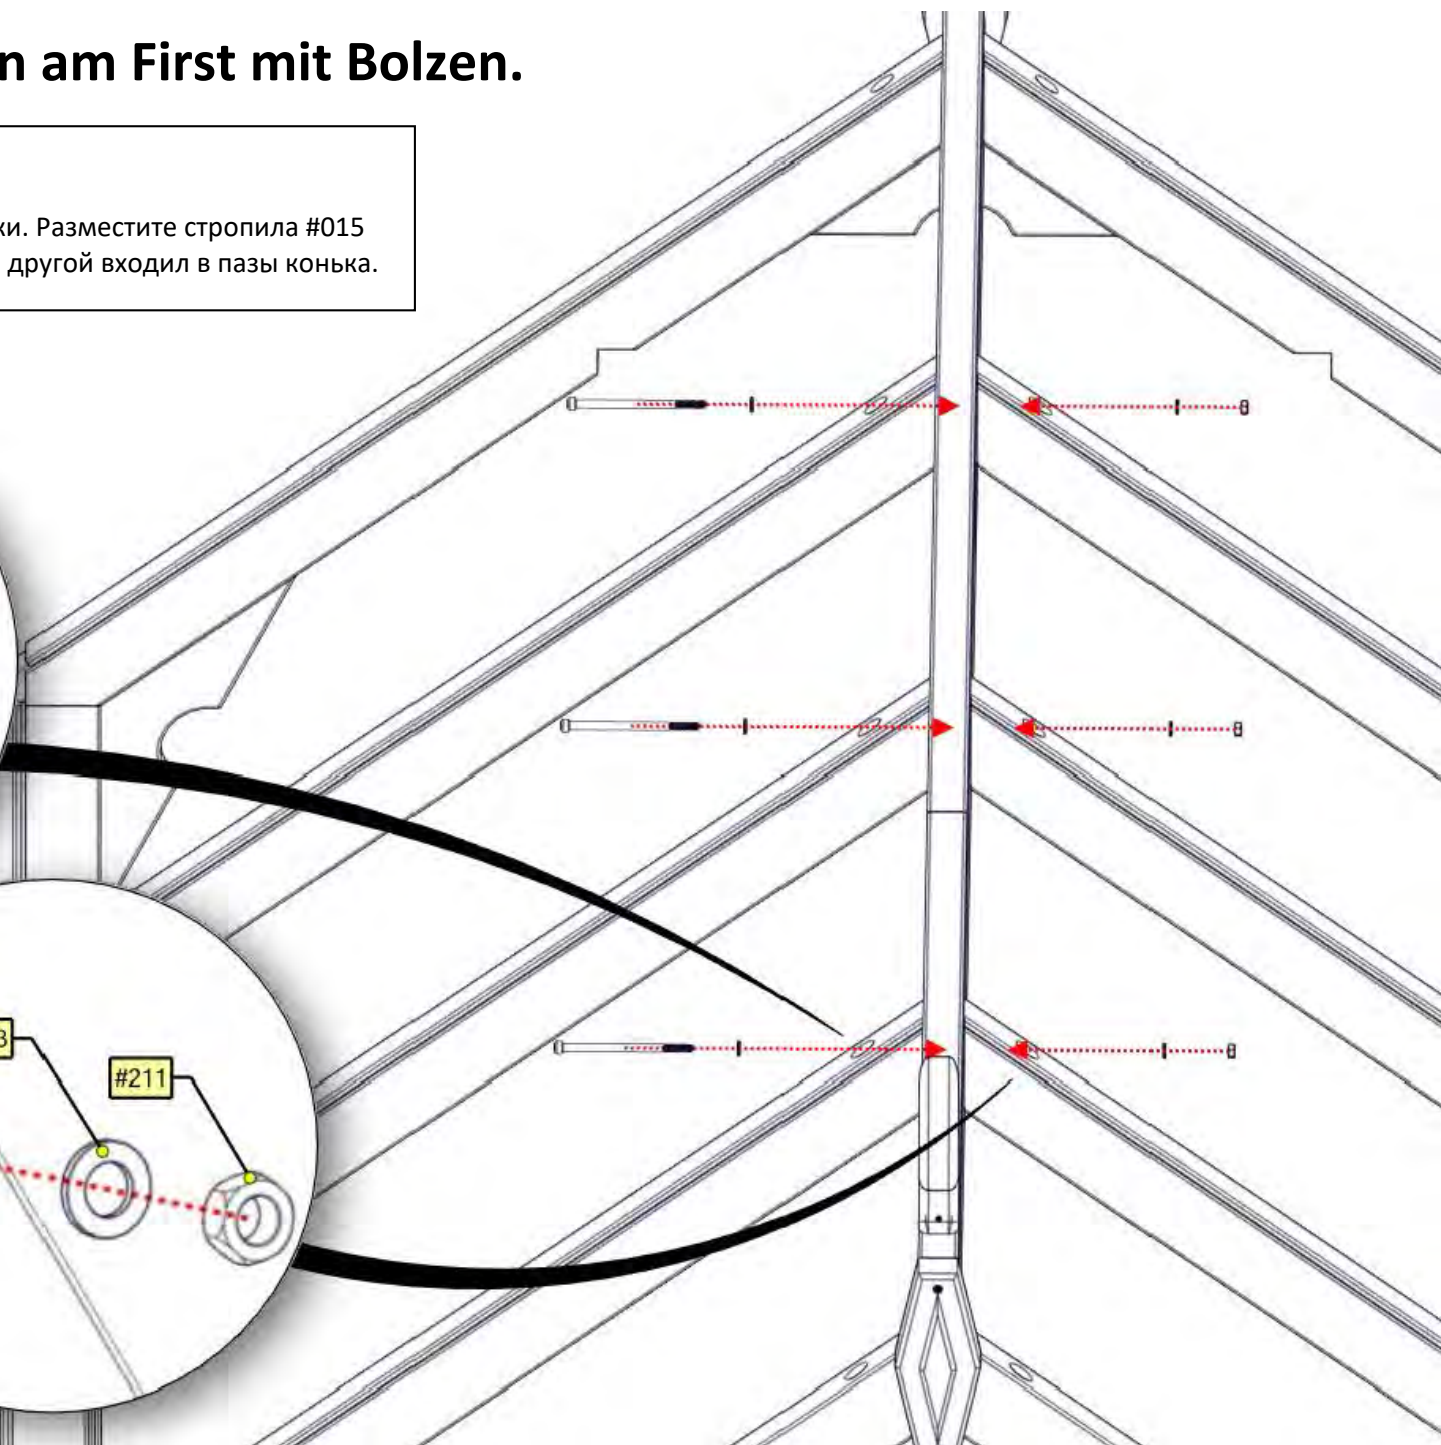 n am First mit Bolzen.
ки. Разместите стропила #015
другой входил в пазы конька.
#211